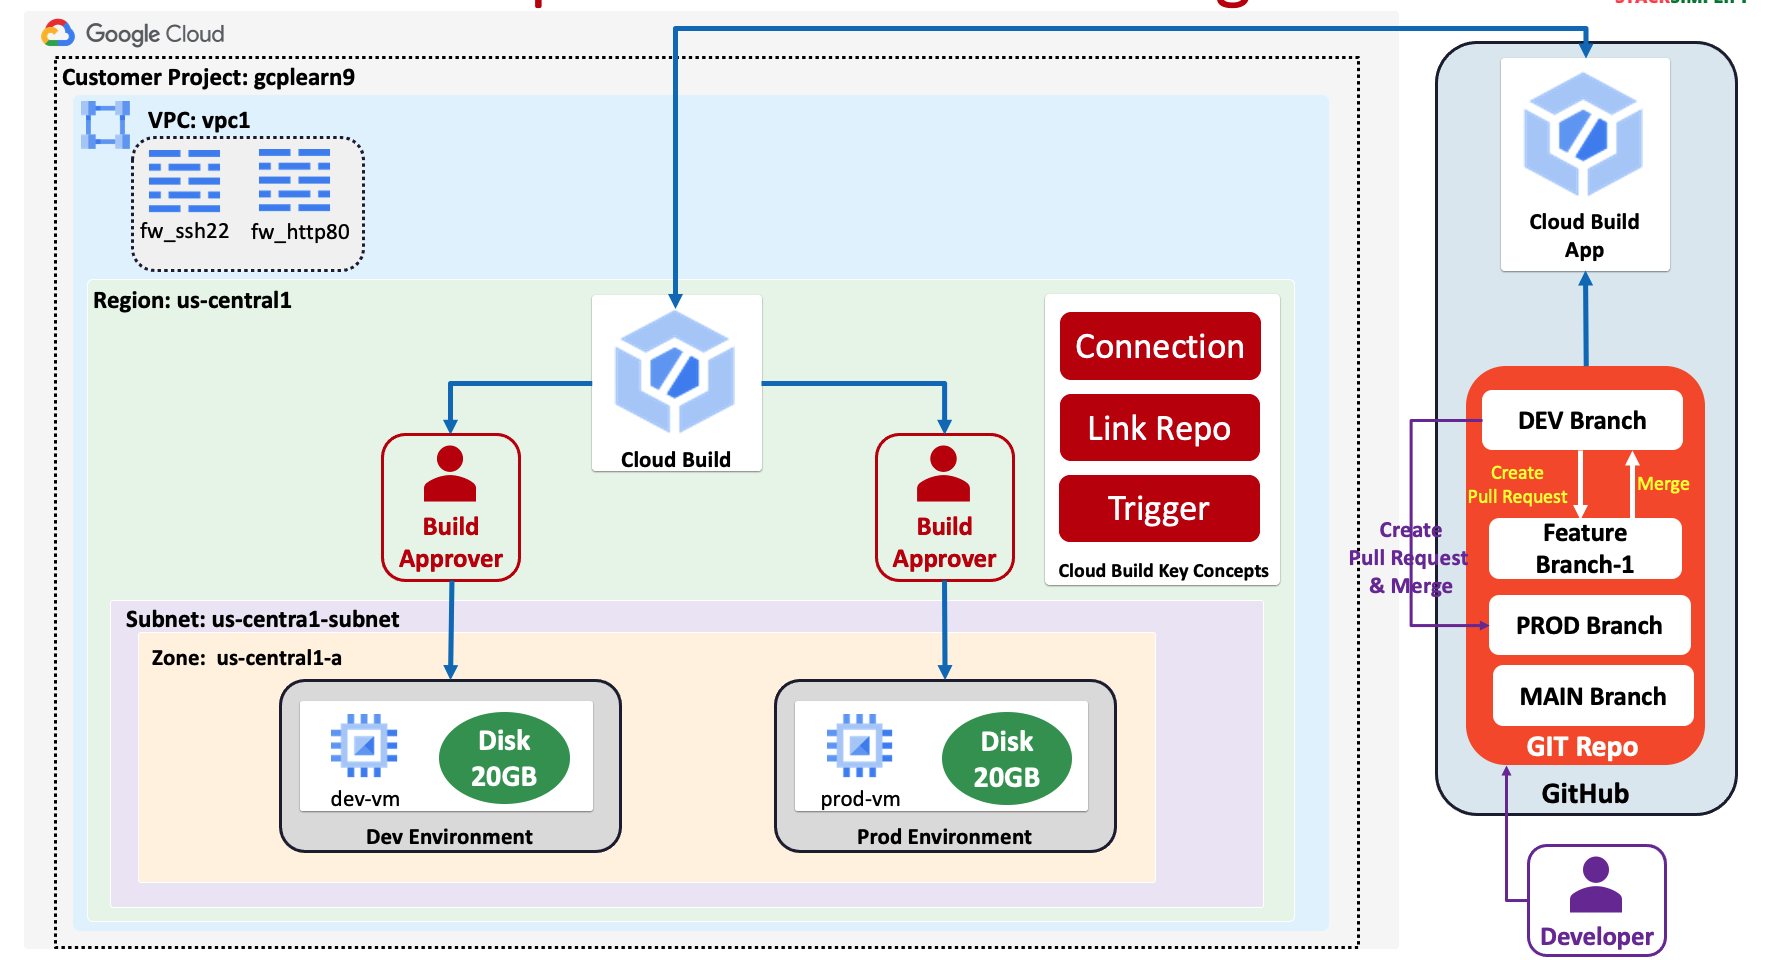 STACKSIMPLIFY
Google Cloud
Customer Project: gcplearn9
VPC: vpc1
fw_ssh22
fw_http80
Region: us-central1
Cloud Build
Build
Approver
Build
Approver
Connection
Link Repo
Trigger
Cloud Build Key Concepts
Subnet: us-centra1-subnet
Zone: us-central1-a
dev-vm
Disk
20GB
Dev Environment
prod-vm
Disk
20GB
Prod Environment
Cloud Build
App
DEV Branch
Create
Pull Request
Merge
Feature
Branch-1
Create
Pull Request
& Merge
PROD Branch
MAIN Branch
GIT Repo
GitHub
Developer